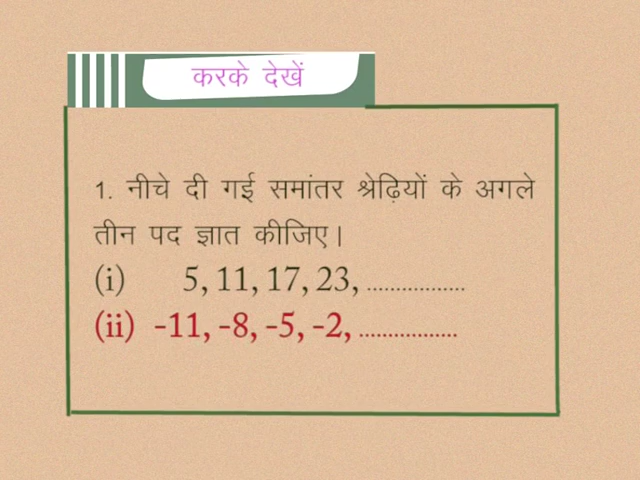 करके देखें
1. नीचे दी गई समांतर श्रेढ़ियों के अगले
तीन पद ज्ञात कीजिए।
(i) 5, 11, 17, 23, .................
(ii) -11, -8, -5, -2, .................